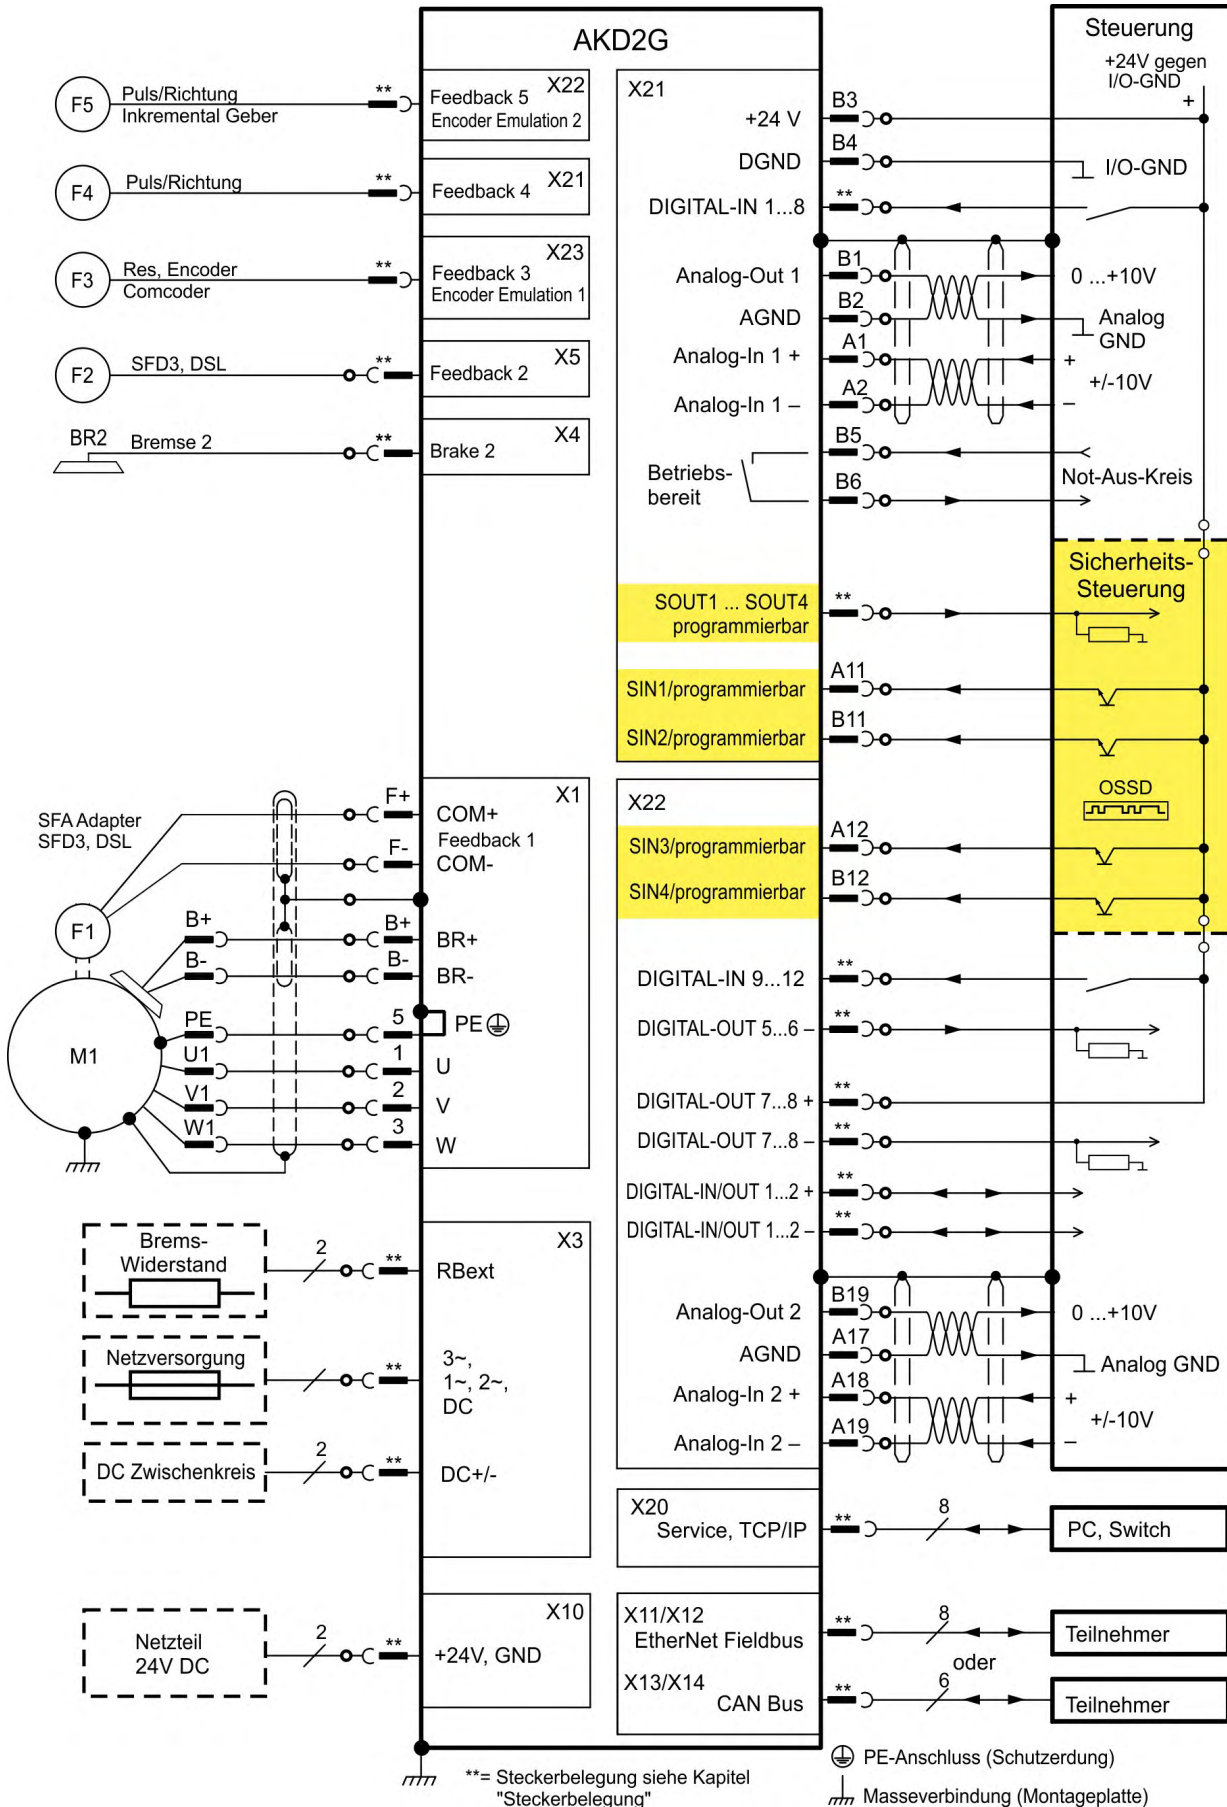 AKD2G
Steuerung
+24V gegen
I/O-GND
+
F5
Puls/Richtung
Inkremental Geber
**
Feedback 5
X22
Encoder Emulation 2
F4
Puls/Richtung
**
Feedback 4
X21
F3
Res, Encoder
Comcoder
**
Feedback 3
X23
Encoder Emulation 1
F2
SFD3, DSL
**
Feedback 2
X5
BR2
Bremse 2
**
Brake 2
X4
X21
+24 V
B3
DGND
B4
I/O-GND
DIGITAL-IN 1...8
**
Analog-Out 1
B1
0 ...+10V
AGND
B2
Analog
GND
Analog-In 1 +
A1
+
+/-10V
Analog-In 1 –
A2
–
Betriebs-
bereit
B5
B6
Not-Aus-Kreis
Sicherheits-
Steuerung
SOUT1 ... SOUT4
programmierbar
**
SIN1/programmierbar
A11
SIN2/programmierbar
B11
OSSD
X22
SIN3/programmierbar
A12
SIN4/programmierbar
B12
DIGITAL-IN 9...12
**
DIGITAL-OUT 5...6 –
**
DIGITAL-OUT 7...8 +
**
DIGITAL-OUT 7...8 –
**
DIGITAL-IN/OUT 1...2 +
**
DIGITAL-IN/OUT 1...2 –
**
Analog-Out 2
B19
0 ...+10V
AGND
A17
Analog GND
Analog-In 2 +
A18
+
+/-10V
Analog-In 2 –
A19
–
SFA Adapter
SFD3, DSL
F1
F+
COM+
X1
Feedback 1
F-
COM-
B+
B+
BR+
B-
B-
BR-
M1
PE
5
PE
U1
1
U
V1
2
V
W1
3
W
Brems-
Widerstand
2
**
RBext
X3
Netzversorgung
**
3~,
1~, 2~,
DC
DC Zwischenkreis
2
**
DC+/-
Netzteil
24V DC
2
**
+24V, GND
X10
X20
Service, TCP/IP
**
8
PC, Switch
X11/X12
EtherNet Fieldbus
**
8
Teilnehmer
oder
X13/X14
CAN Bus
**
6
Teilnehmer
**= Steckerbelegung siehe Kapitel
"Steckerbelegung"
PE-Anschluss (Schutzerdung)
Masseverbindung (Montageplatte)